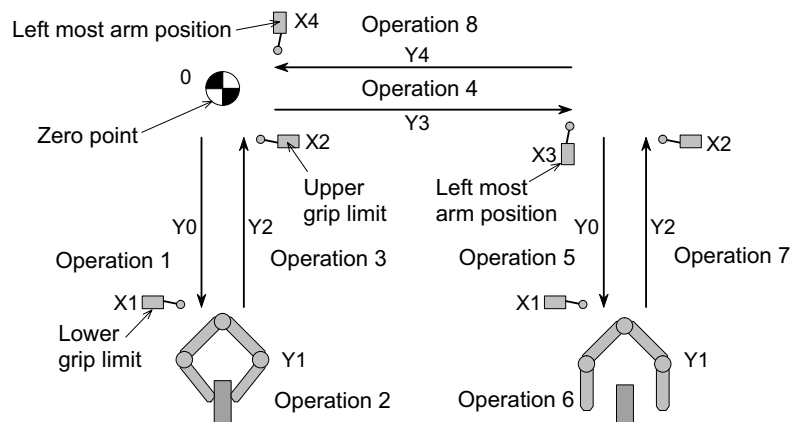 Left most arm position
X4
Operation 8
Y4
0
Operation 4
Y3
Zero point
X2
X3
X2
Upper
grip limit
Left most
arm position
Y0
Y2
Y0
Y2
Operation 1
Operation 3
Operation 5
Operation 7
X1
X1
Lower
grip limit
Y1
Y1
Operation 2
Operation 6